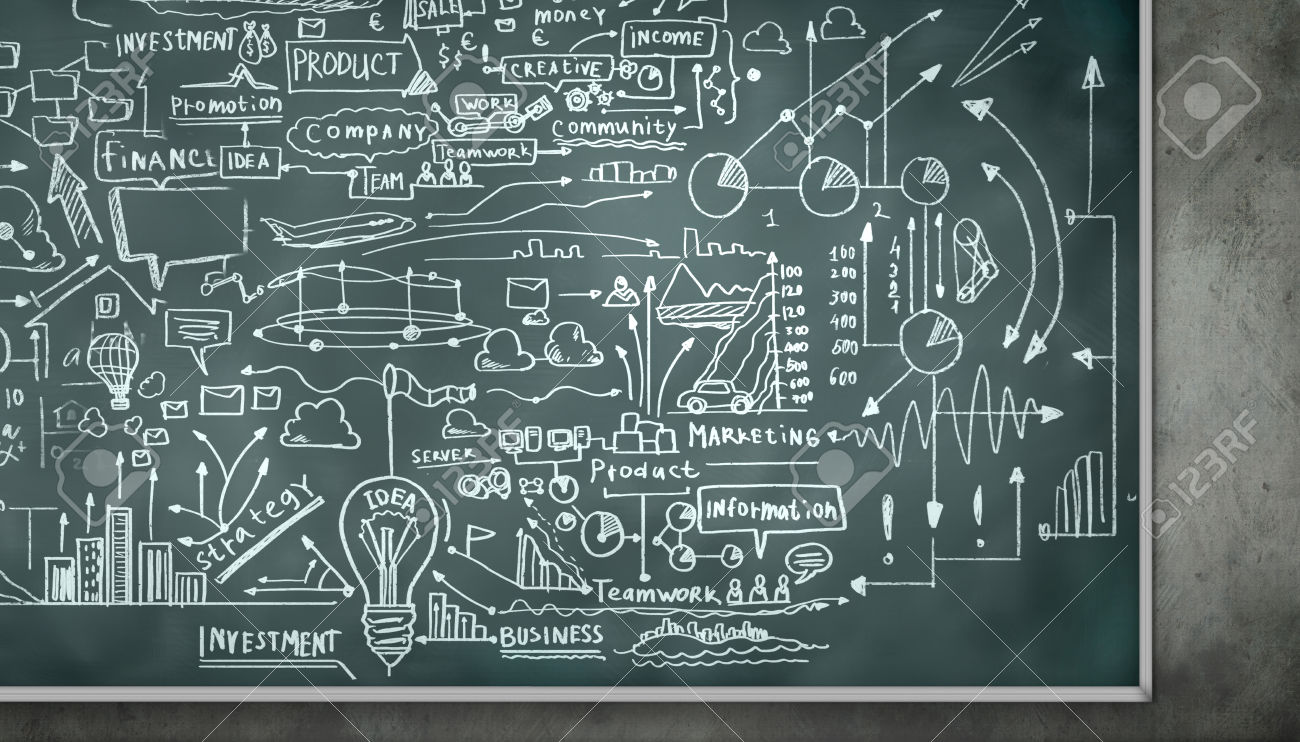 SALE
money
INVESTMENT
$ $
€
€
€
$$
€
INCOME
PRODUCT
CREATIVE
Promotion
WORK
COMPANY
Community
FINANCE
IDEA
Teamwork
TEAM
1
2
100
120
120
300
400
500
600
700
100
200
300
400
500
600
4
3
2
1
a
10
MARKETING
SERVER
Product
IDEA
Strategy
INFORMATION
!
!
Teamwork
INVESTMENT
BUSINESS
123RF
123RF
123RF
123RF
123RF
123RF
123RF